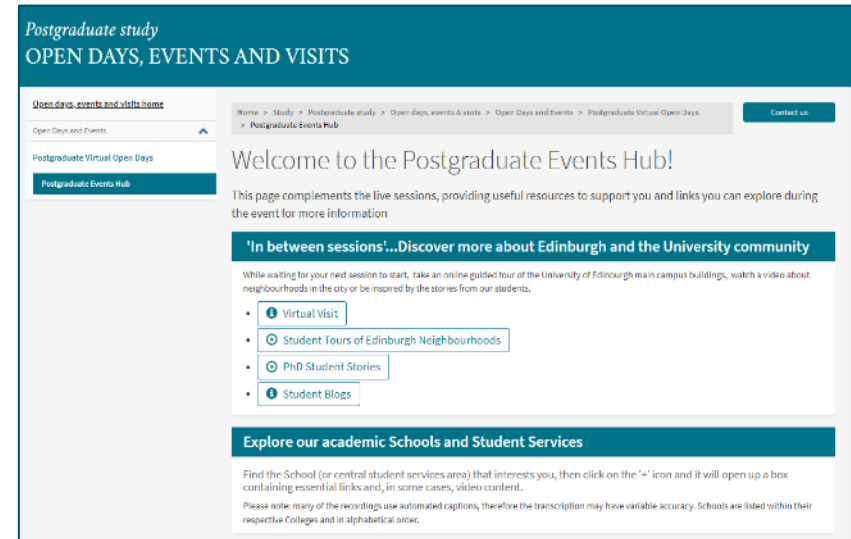 Postgraduate study
OPEN DAYS, EVENTS AND VISITS
Open days, events and visits home
Open Days and Events
Postgraduate Virtual Open Days
Postgraduate Events Hub
Home > Study > Postgraduate study > Open days, events & visits > Open Days and Events > Postgraduate Virtual Open Days
> Postgraduate Events Hub
Contact us
Welcome to the Postgraduate Events Hub!
This page complements the live sessions, providing useful resources to support you and links you can explore during
the event for more information
'In between sessions'...Discover more about Edinburgh and the University community
While waiting for your next session to start, take an online guided tour of the University of Edinburgh main campus buildings, watch a video about
neighbourhoods in the city or be inspired by the stories from our students.
Virtual Visit
Student Tours of Edinburgh Neighbourhoods
PhD Student Stories
Student Blogs
Explore our academic Schools and Student Services
Find the School (or central student services area) that interests you, then click on the '+' icon and it will open up a box
containing essential links and, in some cases, video content.
Please note: many of the recordings use automated captions, therefore the transcription may have variable accuracy. Schools are listed within their
respective Colleges and in alphabetical order.